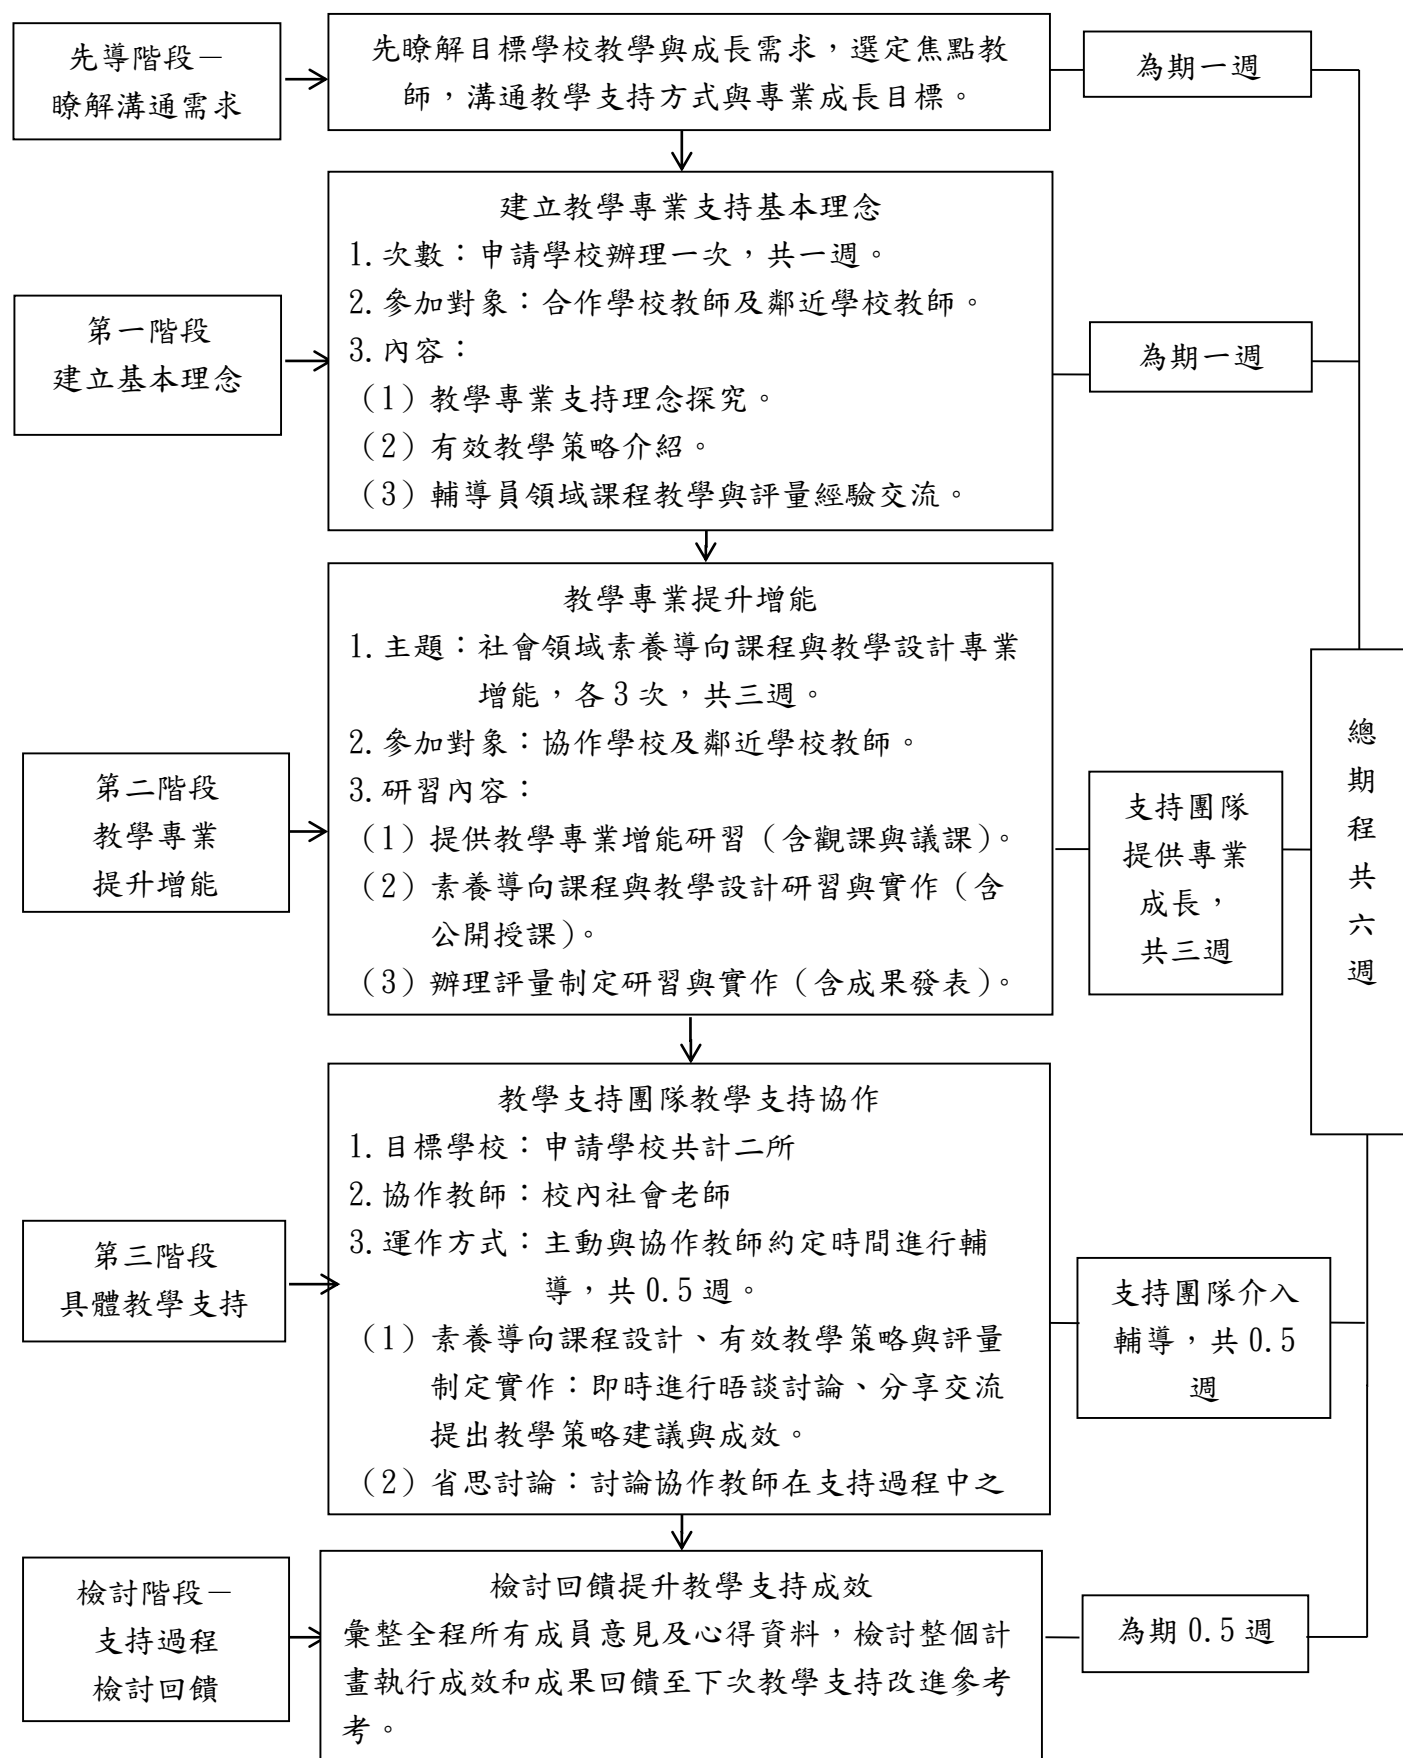 先導階段－
瞭解溝通需求
先瞭解目標學校教學與成長需求，選定焦點教
師，溝通教學支持方式與專業成長目標。
為期一週
第一階段
建立基本理念
建立教學專業支持基本理念
1.次數：申請學校辦理一次，共一週。
2.參加對象：合作學校教師及鄰近學校教師。
3.內容：
(1)教學專業支持理念探究。
(2)有效教學策略介紹。
(3)輔導員領域課程教學與評量經驗交流。
為期一週
第二階段
教學專業
提升增能
教學專業提升增能
1.主題：社會領域素養導向課程與教學設計專業
增能，各3次，共三週。
2.參加對象：協作學校及鄰近學校教師。
3.研習內容：
(1)提供教學專業增能研習(含觀課與議課)。
(2)素養導向課程與教學設計研習與實作(含
公開授課)。
(3)辦理評量制定研習與實作(含成果發表)。
支持團隊
提供專業
成長，
共三週
總期程共六週
第三階段
具體教學支持
教學支持團隊教學支持協作
1.目標學校：申請學校共計二所
2.協作教師：校內社會老師
3.運作方式：主動與協作教師約定時間進行輔
導，共0.5週。
(1)素養導向課程設計、有效教學策略與評量
制定實作：即時進行晤談討論、分享交流
提出教學策略建議與成效。
(2)省思討論：討論協作教師在支持過程中之
支持團隊介入
輔導，共0.5
週
檢討階段－
支持過程
檢討回饋
檢討回饋提升教學支持成效
彙整全程所有成員意見及心得資料，檢討整個計
畫執行成效和成果回饋至下次教學支持改進參考
考。
為期0.5週